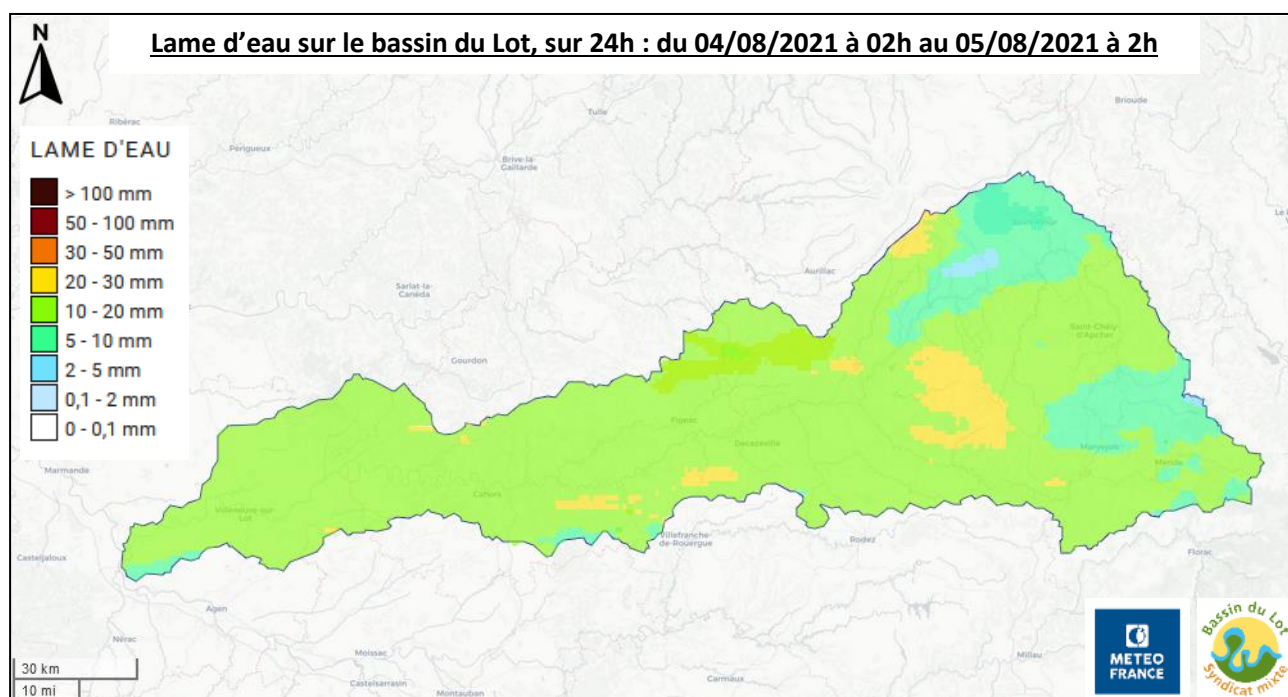 Lame d'eau sur le bassin du Lot, sur 24h : du 04/08/2021 à 02h au 05/08/2021 à 2h
N
LAME D'EAU
> 100 mm
50 - 100 mm
30 - 50 mm
20 - 30 mm
10 - 20 mm
5 - 10 mm
2 - 5 mm
0,1 - 2 mm
0 - 0,1 mm
Ribérac
Périgueux
Tulle
Brioude
Brive-la
Gaillarde
Le
Saint-Flour
Aurillac
Sarlat-la-
Canéda
Saint-Chély
d'Apcher
Gourdon
Figeac
Decazeville
Marvejols
Mende
Marmande
Cahors
Villeneuve-sur-
Lot
Villefranche
de-Rouergue
Rodez
Florac
Casteljaloux
Agen
Nérac
Moissac
Castelsarrasin
Montauban
Carmaux
Millau
30 km
10 mi
METEO
FRANCE
Bassin du Lot
Syndicat mixte